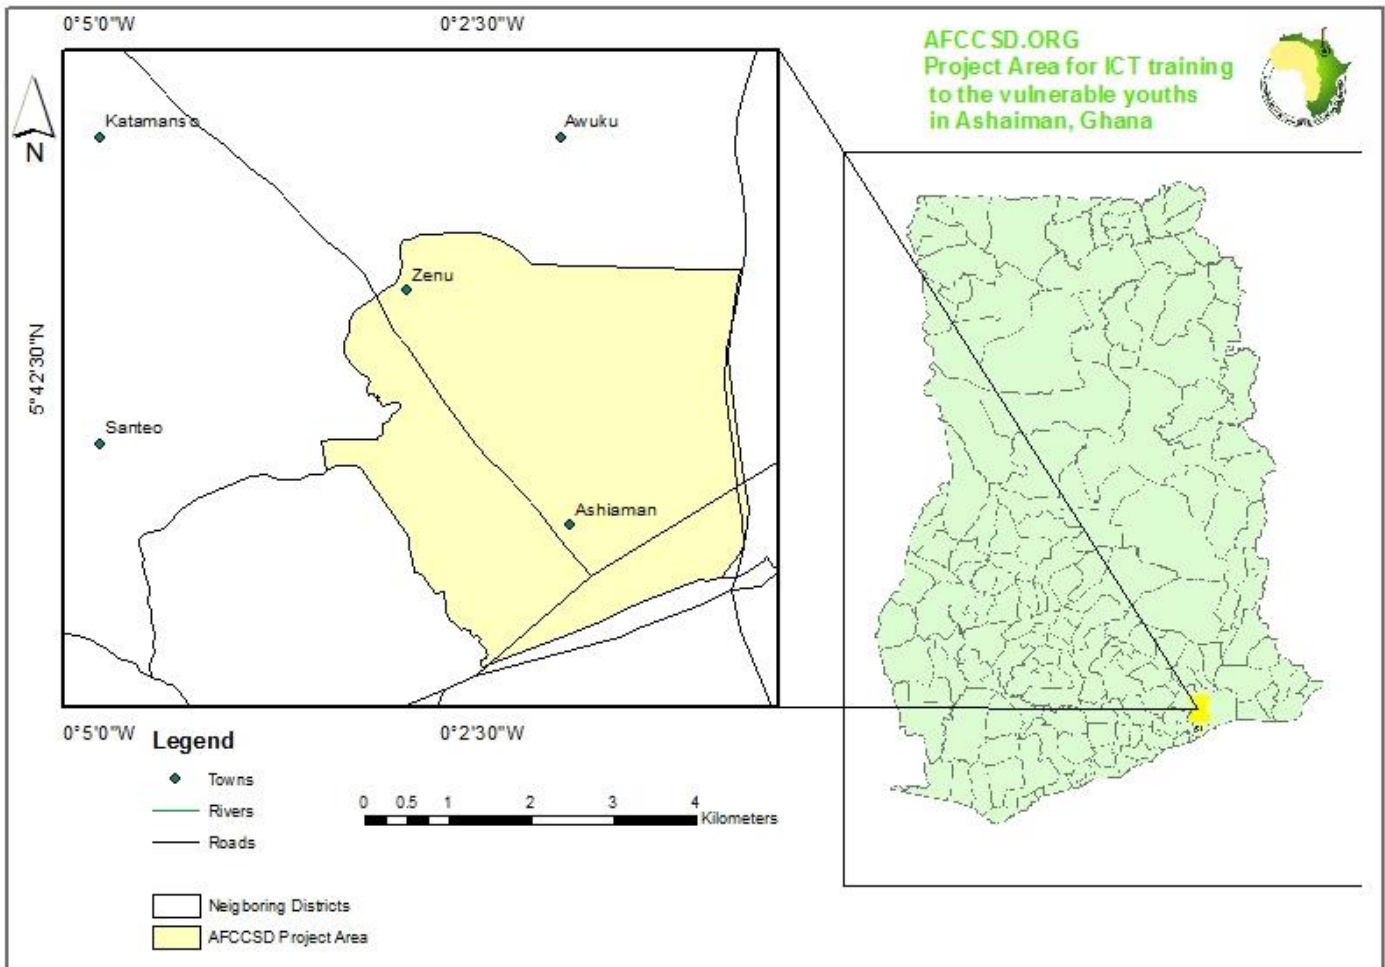 0°5'0"W
0°2'30"W
AFCCSD.ORG
Project Area for ICT training
to the vulnerable youths
in Ashaiman, Ghana
Katamanso
Awuku
N
Zenu
5°42'30"N
Santeo
Ashiaman
0°5'0"W
0°2'30"W
Legend
Towns
Rivers
Roads
0 0.5 1 2 3 4
Kilometers
Neigboring Districts
AFCCSD Project Area